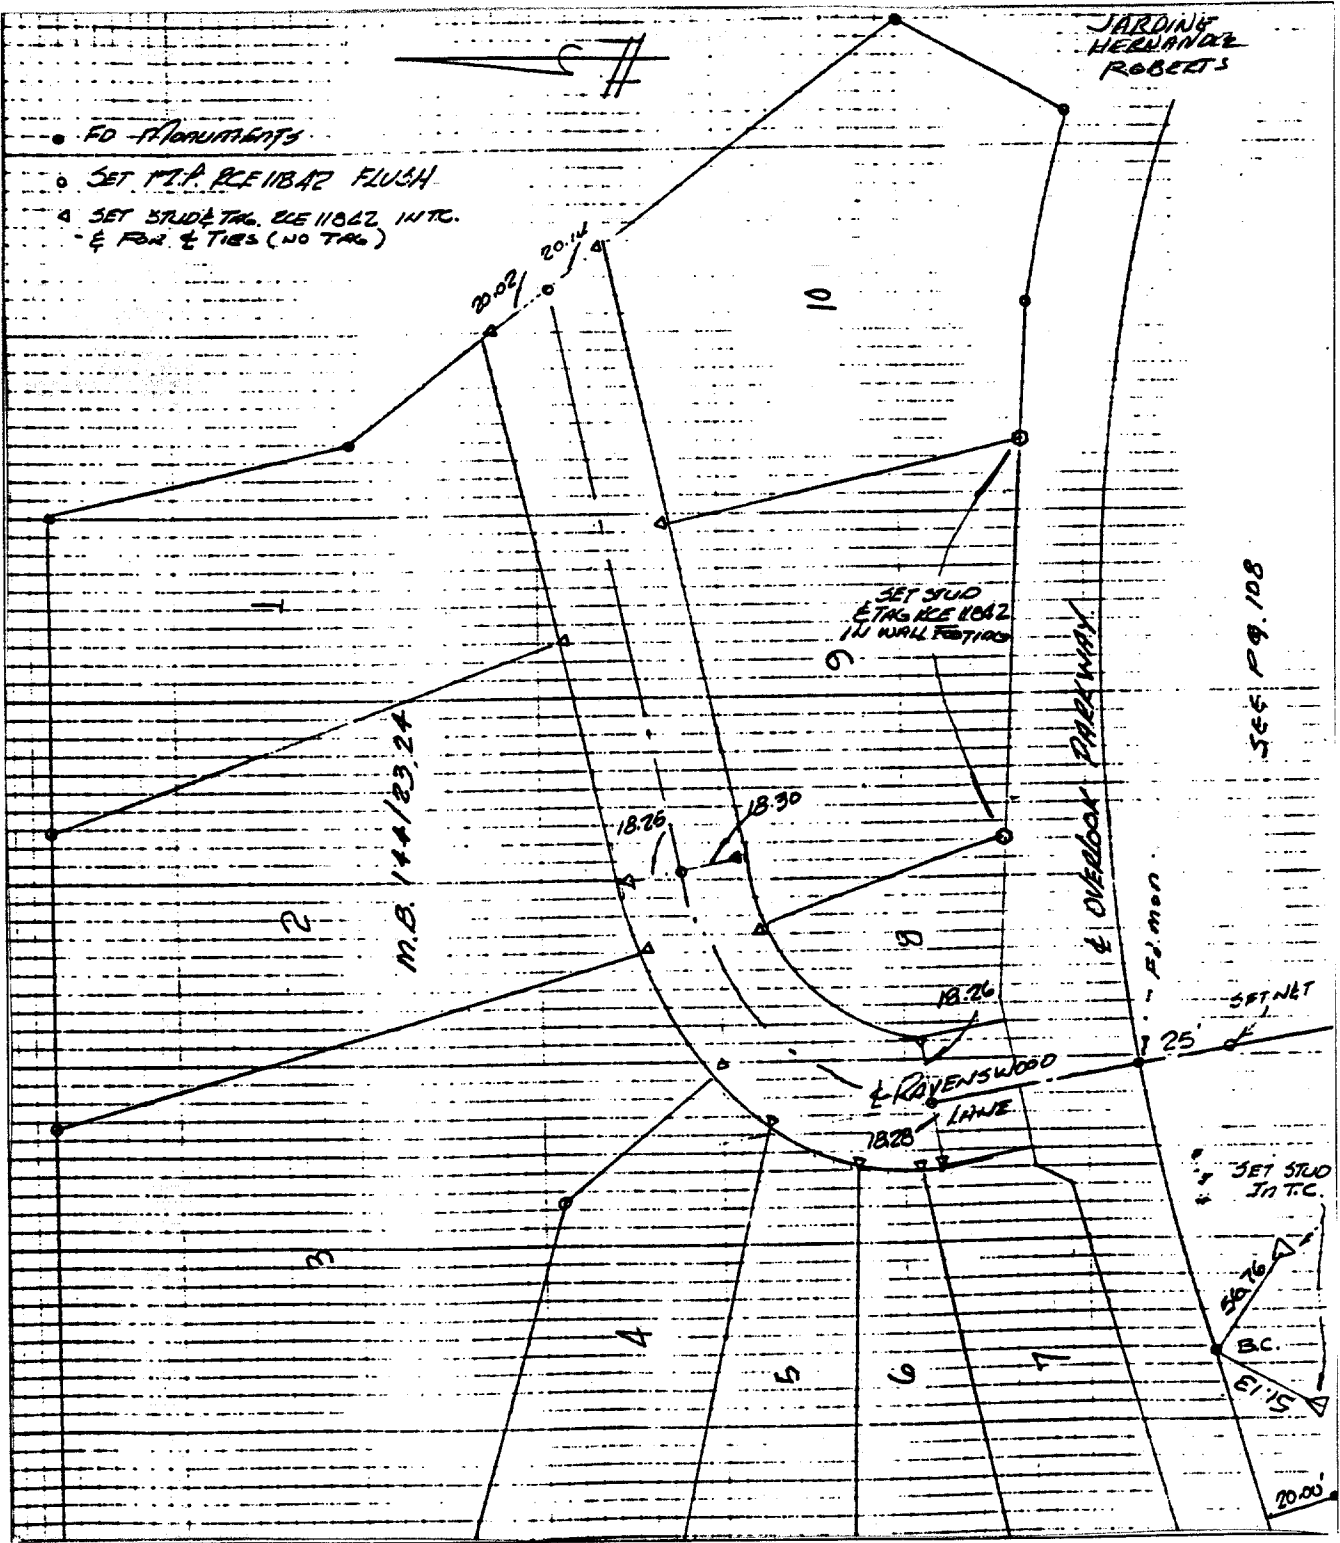 JARDINE
HERNANDEZ
ROBERTS
FD MONUMENTS
SET RCE 11842 FLUSH
SET STUD & TAG RCE 11842 IN TC.
& FOR ℄ TIES (NO TAG)
20.02
20.14
10
1
SET STUD
& TAG RCE 11842
IN WALL FOOTING
9
SEE PG. 108
℄ OVERLOOK PARKWAY
M.B. 144/23,24
18.26
18.30
2
8
Fd. mon
18.26
SET N&T
25'
℄ RAVENSWOOD
LANE
18.28
SET STUD
IN T.C.
3
56.76
B.C.
51.13
4
5
6
7
20.00'